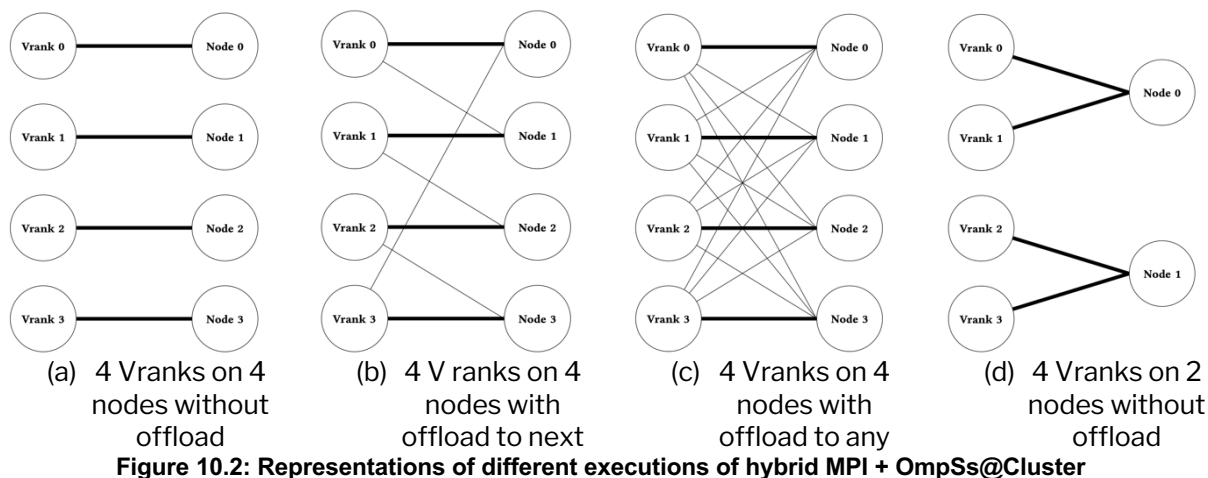 Vrank 0
Node 0
Vrank 1
Node 1
Vrank 2
Node 2
Vrank 3
Node 3
(a) 4 Vranks on 4
nodes without
offload
Vrank 0
Node 0
Vrank 1
Node 1
Vrank 2
Node 2
Vrank 3
Node 3
(b) 4 V ranks on 4
nodes with
offload to next
Vrank 0
Node 0
Vrank 1
Node 1
Vrank 2
Node 2
Vrank 3
Node 3
(c) 4 Vranks on 4
nodes with
offload to any
Vrank 0
Node 0
Vrank 1
Vrank 2
Node 1
Vrank 3
(d) 4 Vranks on 2
nodes without
offload
Figure 10.2: Representations of different executions of hybrid MPI + OmpSs@Cluster